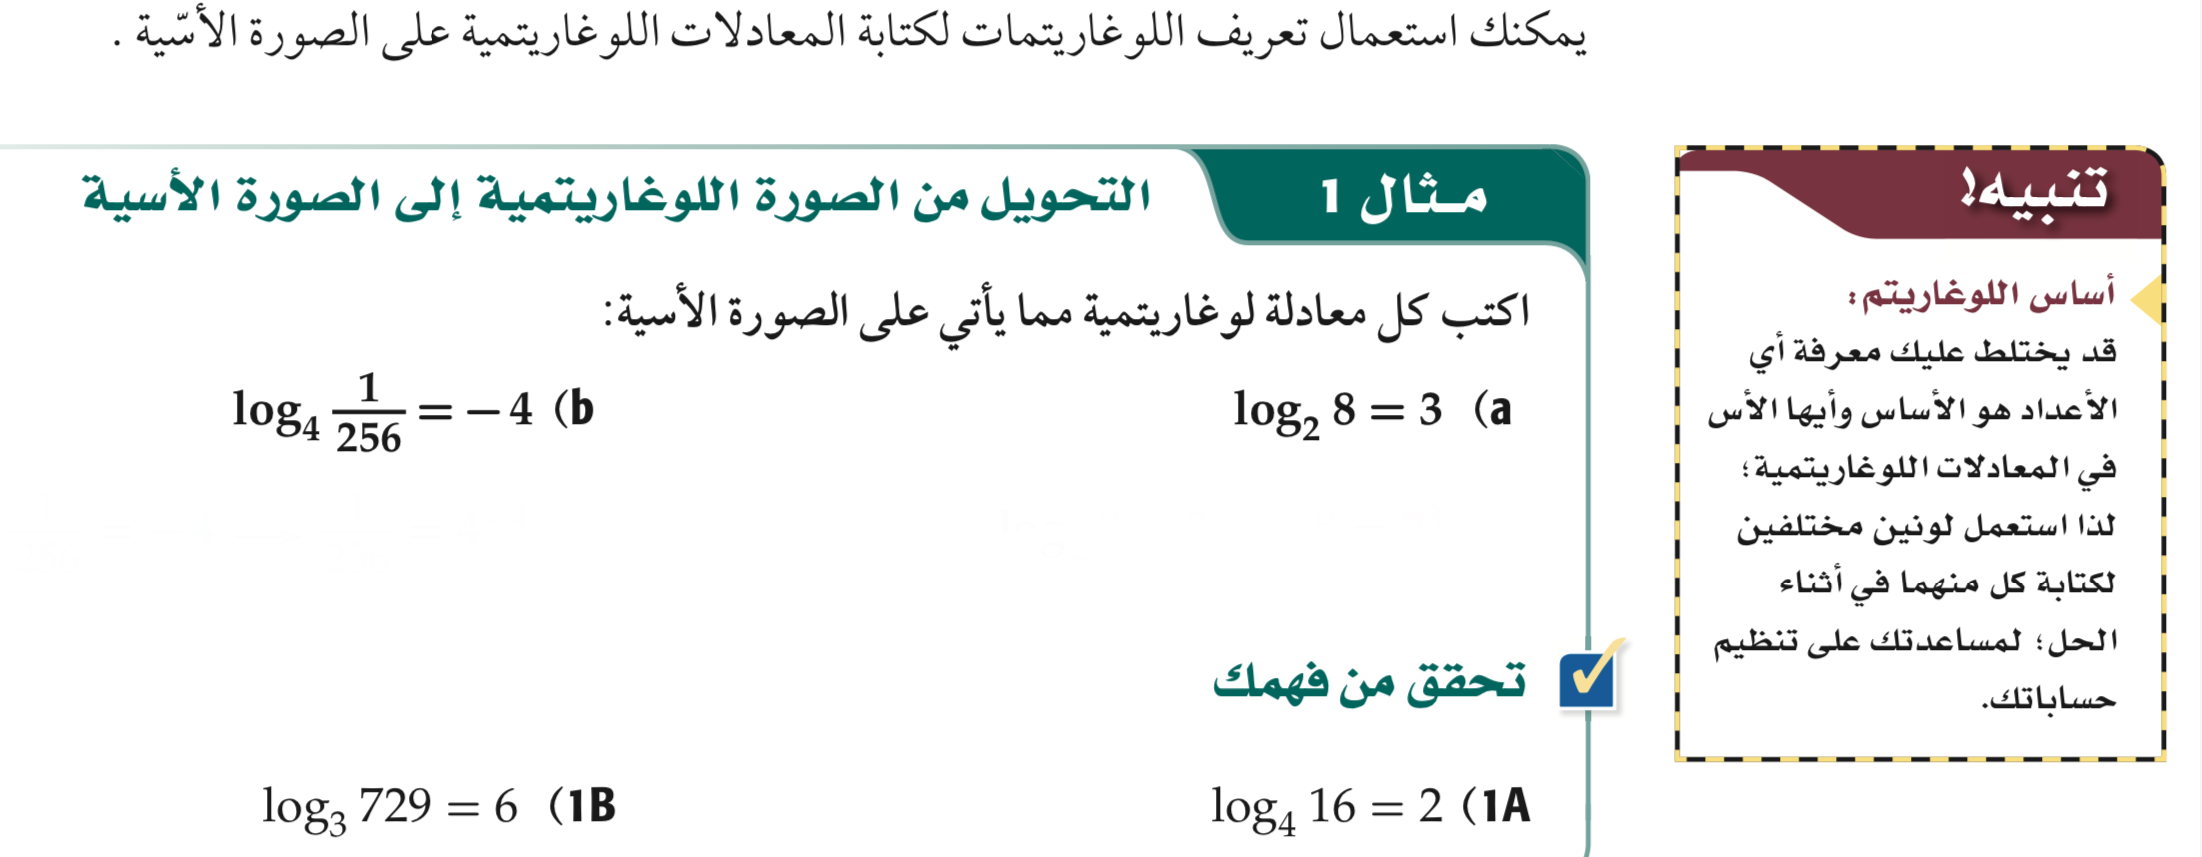 يمكنك استعمال تعريف اللوغاريتمات لكتابة المعادلات اللوغاريتمية على الصورة الأسّية .
مثال 1 التحويل من الصورة اللوغاريتمية إلى الصورة الأسية
اكتب كل معادلة لوغاريتمية مما يأتي على الصورة الأسية:
(a log₂ 8 = 3
(b log₄ 1/256 = −4
تحقق من فهمك
(1A log₄ 16 = 2
(1B log₃ 729 = 6
تنبيه!
أساس اللوغاريتم:
قد يختلط عليك معرفة أي
الأعداد هو الأساس وأيها الأس
في المعادلات اللوغاريتمية؛
لذا استعمل لونين مختلفين
لكتابة كل منهما في أثناء
الحل؛ لمساعدتك على تنظيم
حساباتك.